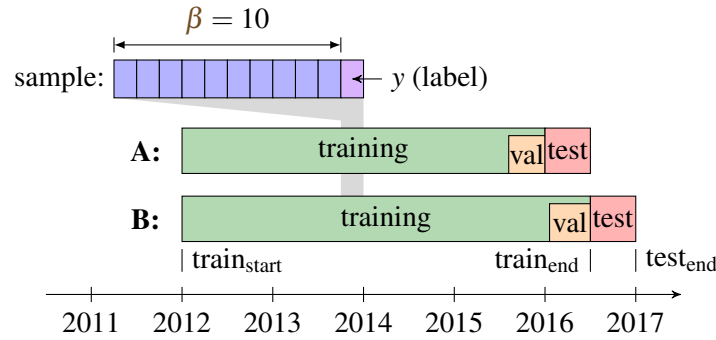 β = 10
sample:
y (label)
A: training val test
B: training val test
train_start train_end test_end
2011 2012 2013 2014 2015 2016 2017